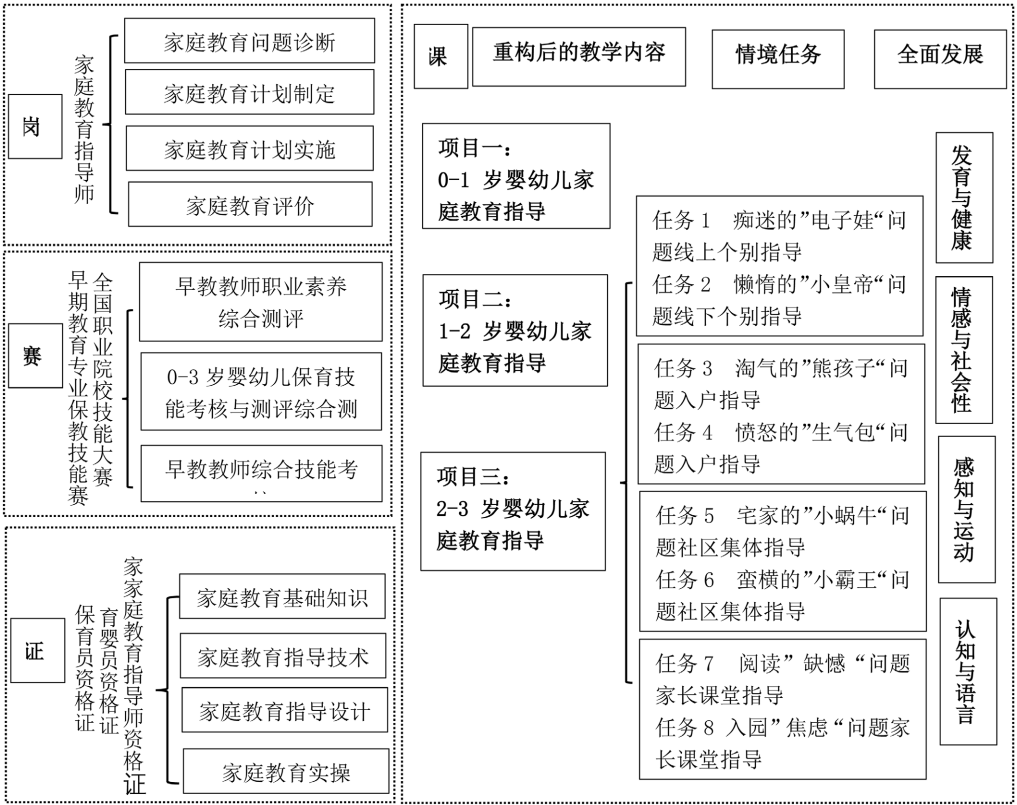 岗
家庭教育指导师
家庭教育问题诊断
家庭教育计划制定
家庭教育计划实施
家庭教育评价
赛
全国职业院校技能大赛
早期教育专业保教技能赛
早教教师职业素养
综合测评
0-3 岁婴幼儿保育技
能考核与测评综合测
早教教师综合技能考
证
家家庭教育指导师资格证
育婴员资格证
保育员资格证
家庭教育基础知识
家庭教育指导技术
家庭教育指导设计
家庭教育实操
课
重构后的教学内容
情境任务
全面发展
项目一：
0-1 岁婴幼儿家
庭教育指导
项目二：
1-2 岁婴幼儿家
庭教育指导
项目三：
2-3 岁婴幼儿家
庭教育指导
任务 1 痴迷的”电子娃“问
题线上个别指导
任务 2 懒惰的”小皇帝“问
题线下个别指导
任务 3 淘气的”熊孩子“问
题入户指导
任务 4 愤怒的”生气包“问
题入户指导
任务 5 宅家的”小蜗牛“问
题社区集体指导
任务 6 蛮横的”小霸王“问
题社区集体指导
任务 7 阅读” 缺憾 “问题
家长课堂指导
任务 8 入园”焦虑“问题家
长课堂指导
发育与健康
情感与社会性
感知与运动
认知与语言